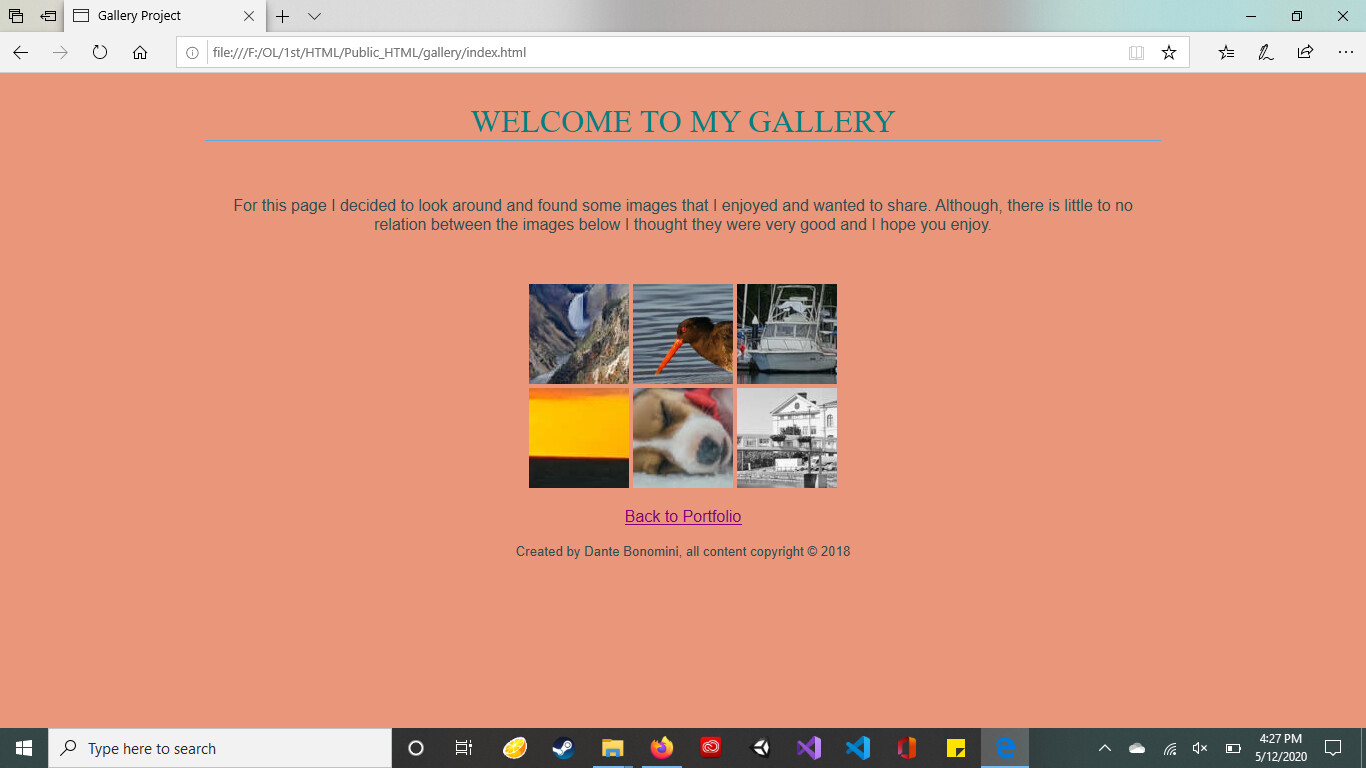 Gallery Project
file:///F:/OL/1st/HTML/Public_HTML/gallery/index.html
WELCOME TO MY GALLERY
For this page I decided to look around and found some images that I enjoyed and wanted to share. Although, there is little to no
relation between the images below I thought they were very good and I hope you enjoy.
Back to Portfolio
Created by Dante Bonomini, all content copyright © 2018
Type here to search
4:27 PM
5/12/2020